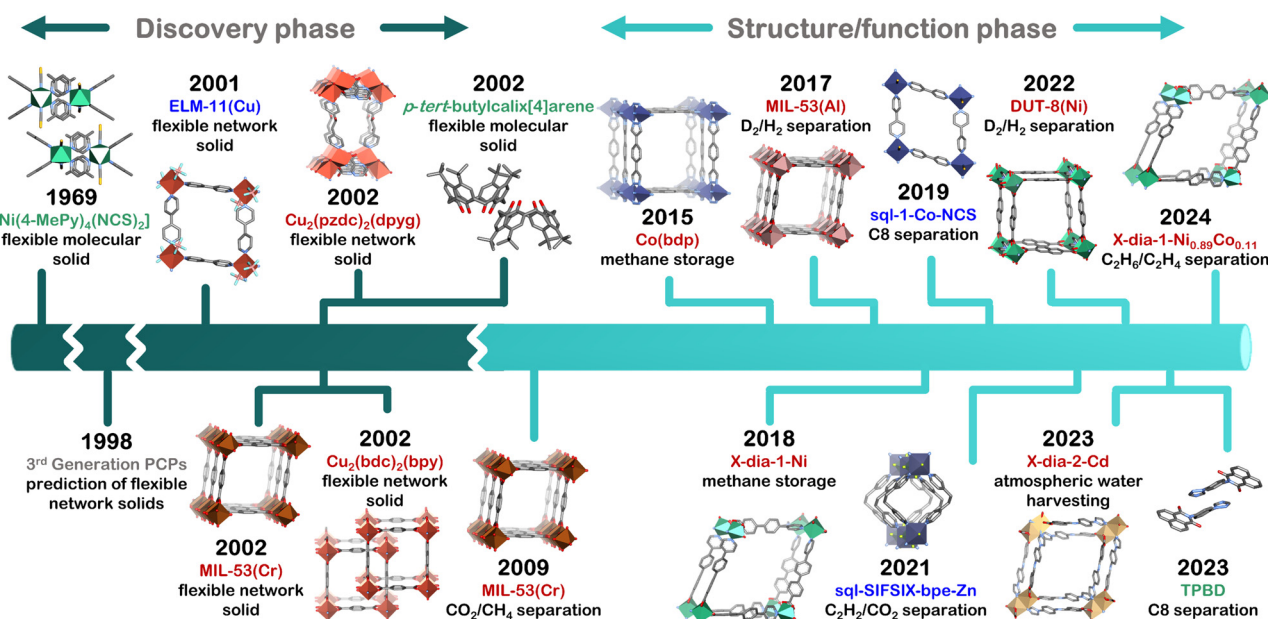 Discovery phase
Structure/function phase
1969
Ni(4-MePy)₄(NCS)₂]
flexible molecular
solid
2001
ELM-11(Cu)
flexible network
solid
2002
Cu₂(pzdc)₂(dpyg)
flexible network
solid
2002
p-tert-butylcalix[4]arene
flexible molecular
solid
2015
Co(bdp)
methane storage
2017
MIL-53(Al)
D₂/H₂ separation
2019
sql-1-Co-NCS
C8 separation
2022
DUT-8(Ni)
D₂/H₂ separation
2024
X-dia-1-Ni₀.₈₉Co₀.₁₁
C₂H₆/C₂H₄ separation
1998
3ʳᵈ Generation PCPs
prediction of flexible
network solids
2002
MIL-53(Cr)
flexible network
solid
2002
Cu₂(bdc)₂(bpy)
flexible network
solid
2009
MIL-53(Cr)
CO₂/CH₄ separation
2018
X-dia-1-Ni
methane storage
2021
sql-SIFSIX-bpe-Zn
C₂H₂/CO₂ separation
2023
X-dia-2-Cd
atmospheric water
harvesting
2023
TPBD
C8 separation